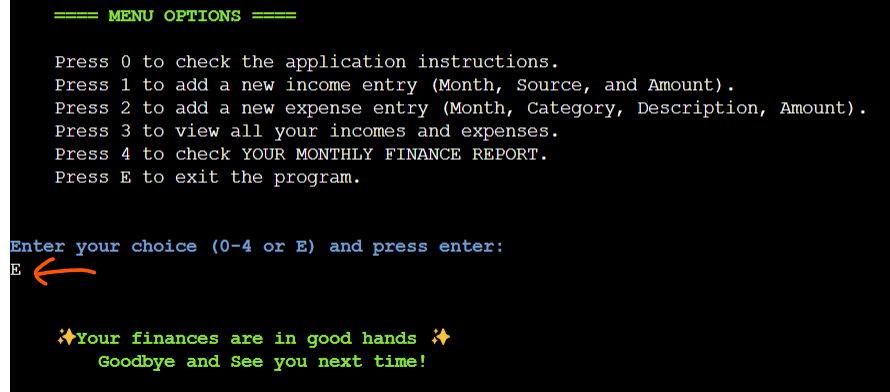 ==== MENU OPTIONS ====
Press 0 to check the application instructions.
Press 1 to add a new income entry (Month, Source, and Amount).
Press 2 to add a new expense entry (Month, Category, Description, Amount).
Press 3 to view all your incomes and expenses.
Press 4 to check YOUR MONTHLY FINANCE REPORT.
Press E to exit the program.
Enter your choice (0-4 or E) and press enter:
E
✨Your finances are in good hands ✨
Goodbye and See you next time!